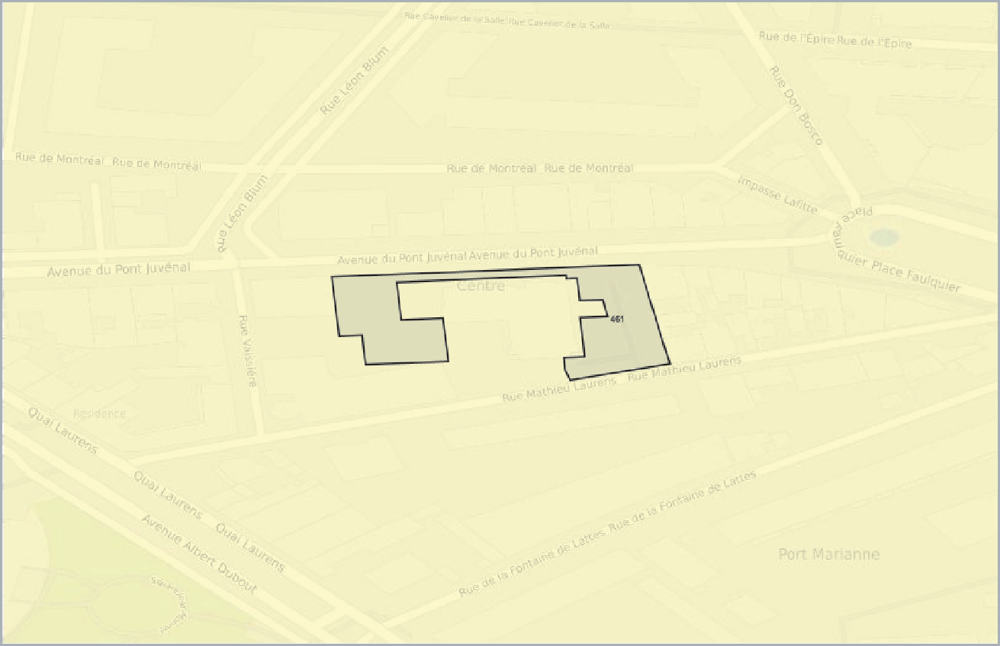 Rue Cavelier de la Salle Rue Cavelier de la Salle
Rue de l'Épire Rue de l'Épire
Rue Léon Blum
Rue Don Bosco
Rue de Montréal Rue de Montréal
Rue de Montréal Rue de Montréal
Impasse Lafitte
Rue Léon Blum
Place Faulquier Place Faulquier
Avenue du Pont Juvénal Avenue du Pont Juvénal
Avenue du Pont Juvénal
Centre
461
Rue Vaissière
Rue Mathieu Laurens Rue Mathieu Laurens
Résidence
Quai Laurens
Quai Laurens Quai Laurens
Rue de la Fontaine de Lattes Rue de la Fontaine de Lattes
Avenue Albert Dubout
Port Marianne
Square Jean Monnet